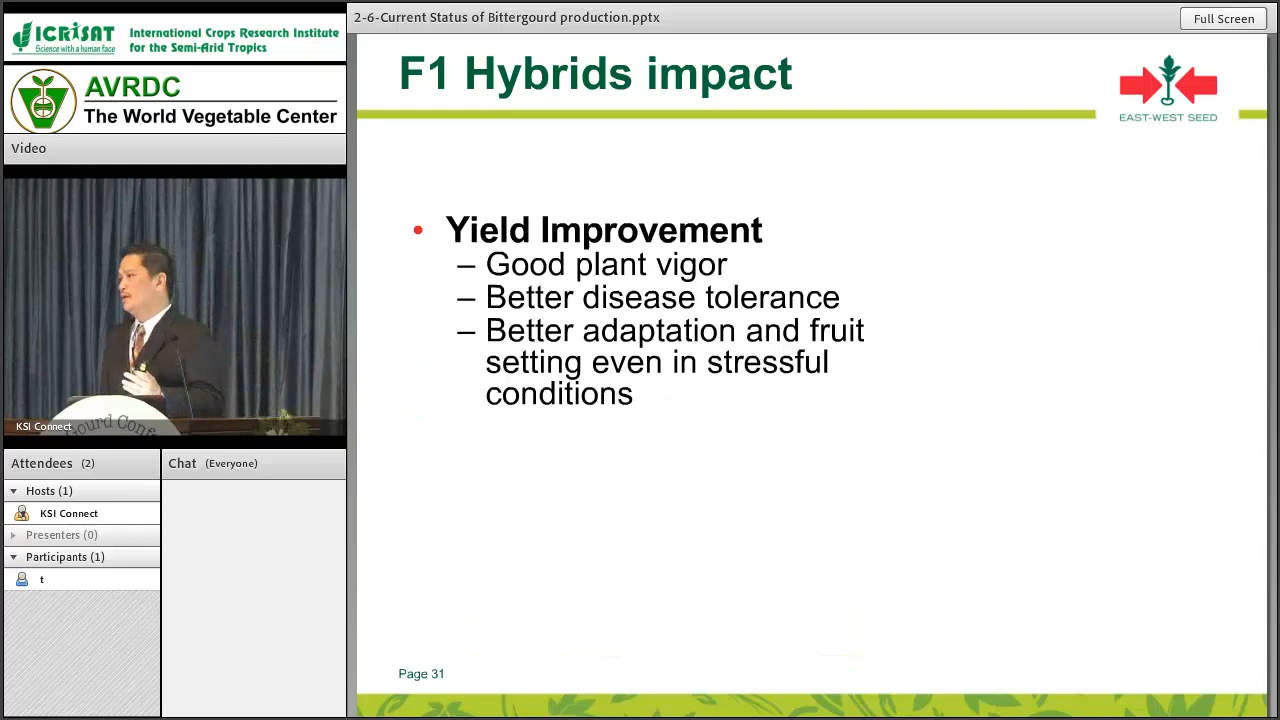 ICRISAT
Science with a human face
International Crops Research Institute
for the Semi-Arid Tropics
AVRDC
The World Vegetable Center
Video
Gourd Conf
KSI Connect
Attendees (2)
Hosts (1)
KSI Connect
Presenters (0)
Participants (1)
t
Chat (Everyone)
2-6-Current Status of Bittergourd production.pptx
Full Screen
F1 Hybrids impact
EAST-WEST SEED
• Yield Improvement
– Good plant vigor
– Better disease tolerance
– Better adaptation and fruit
setting even in stressful
conditions
Page 31